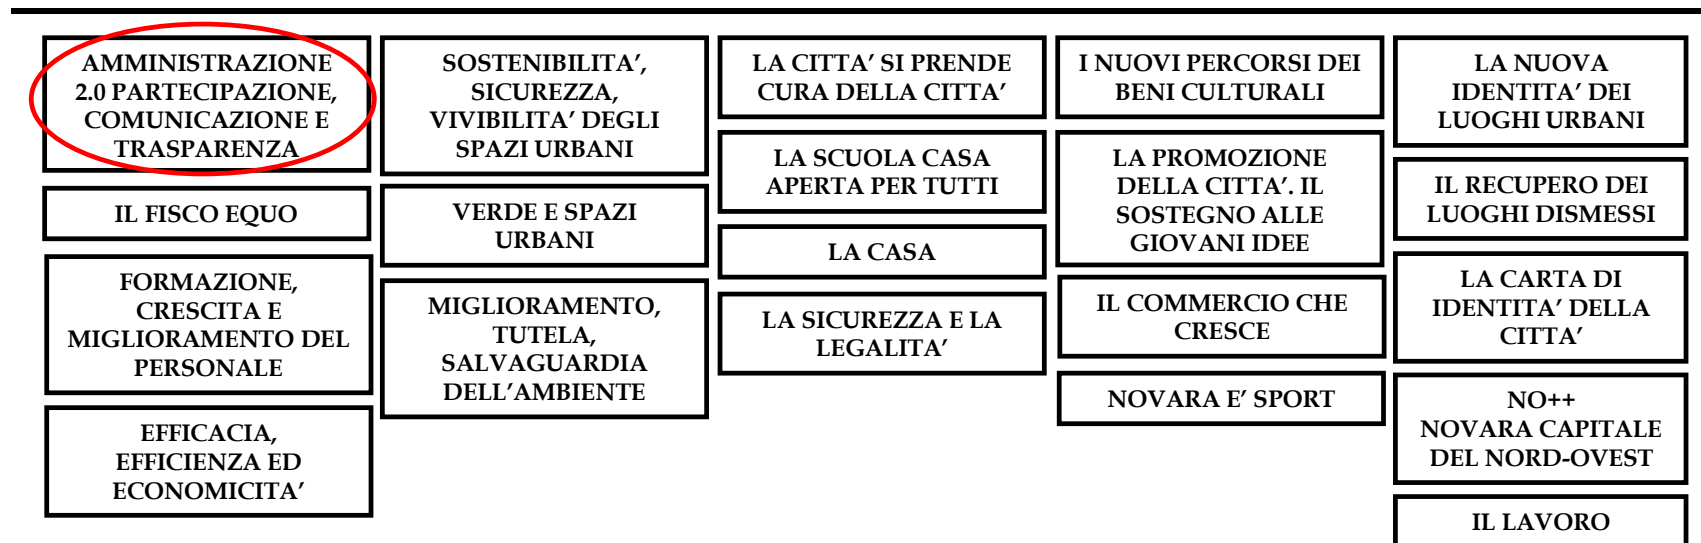 AMMINISTRAZIONE
2.0 PARTECIPAZIONE,
COMUNICAZIONE E
TRASPARENZA
IL FISCO EQUO
FORMAZIONE,
CRESCITA E
MIGLIORAMENTO DEL
PERSONALE
EFFICACIA,
EFFICIENZA ED
ECONOMICITA’
SOSTENIBILITA’,
SICUREZZA,
VIVIBILITA’ DEGLI
SPAZI URBANI
VERDE E SPAZI
URBANI
MIGLIORAMENTO,
TUTELA,
SALVAGUARDIA
DELL’AMBIENTE
LA CITTA’ SI PRENDE
CURA DELLA CITTA’
LA SCUOLA CASA
APERTA PER TUTTI
LA CASA
LA SICUREZZA E LA
LEGALITA’
I NUOVI PERCORSI DEI
BENI CULTURALI
LA PROMOZIONE
DELLA CITTA’. IL
SOSTEGNO ALLE
GIOVANI IDEE
IL COMMERCIO CHE
CRESCE
NOVARA E’ SPORT
LA NUOVA
IDENTITA’ DEI
LUOGHI URBANI
IL RECUPERO DEI
LUOGHI DISMESSI
LA CARTA DI
IDENTITA’ DELLA
CITTA’
NO++
NOVARA CAPITALE
DEL NORD-OVEST
IL LAVORO